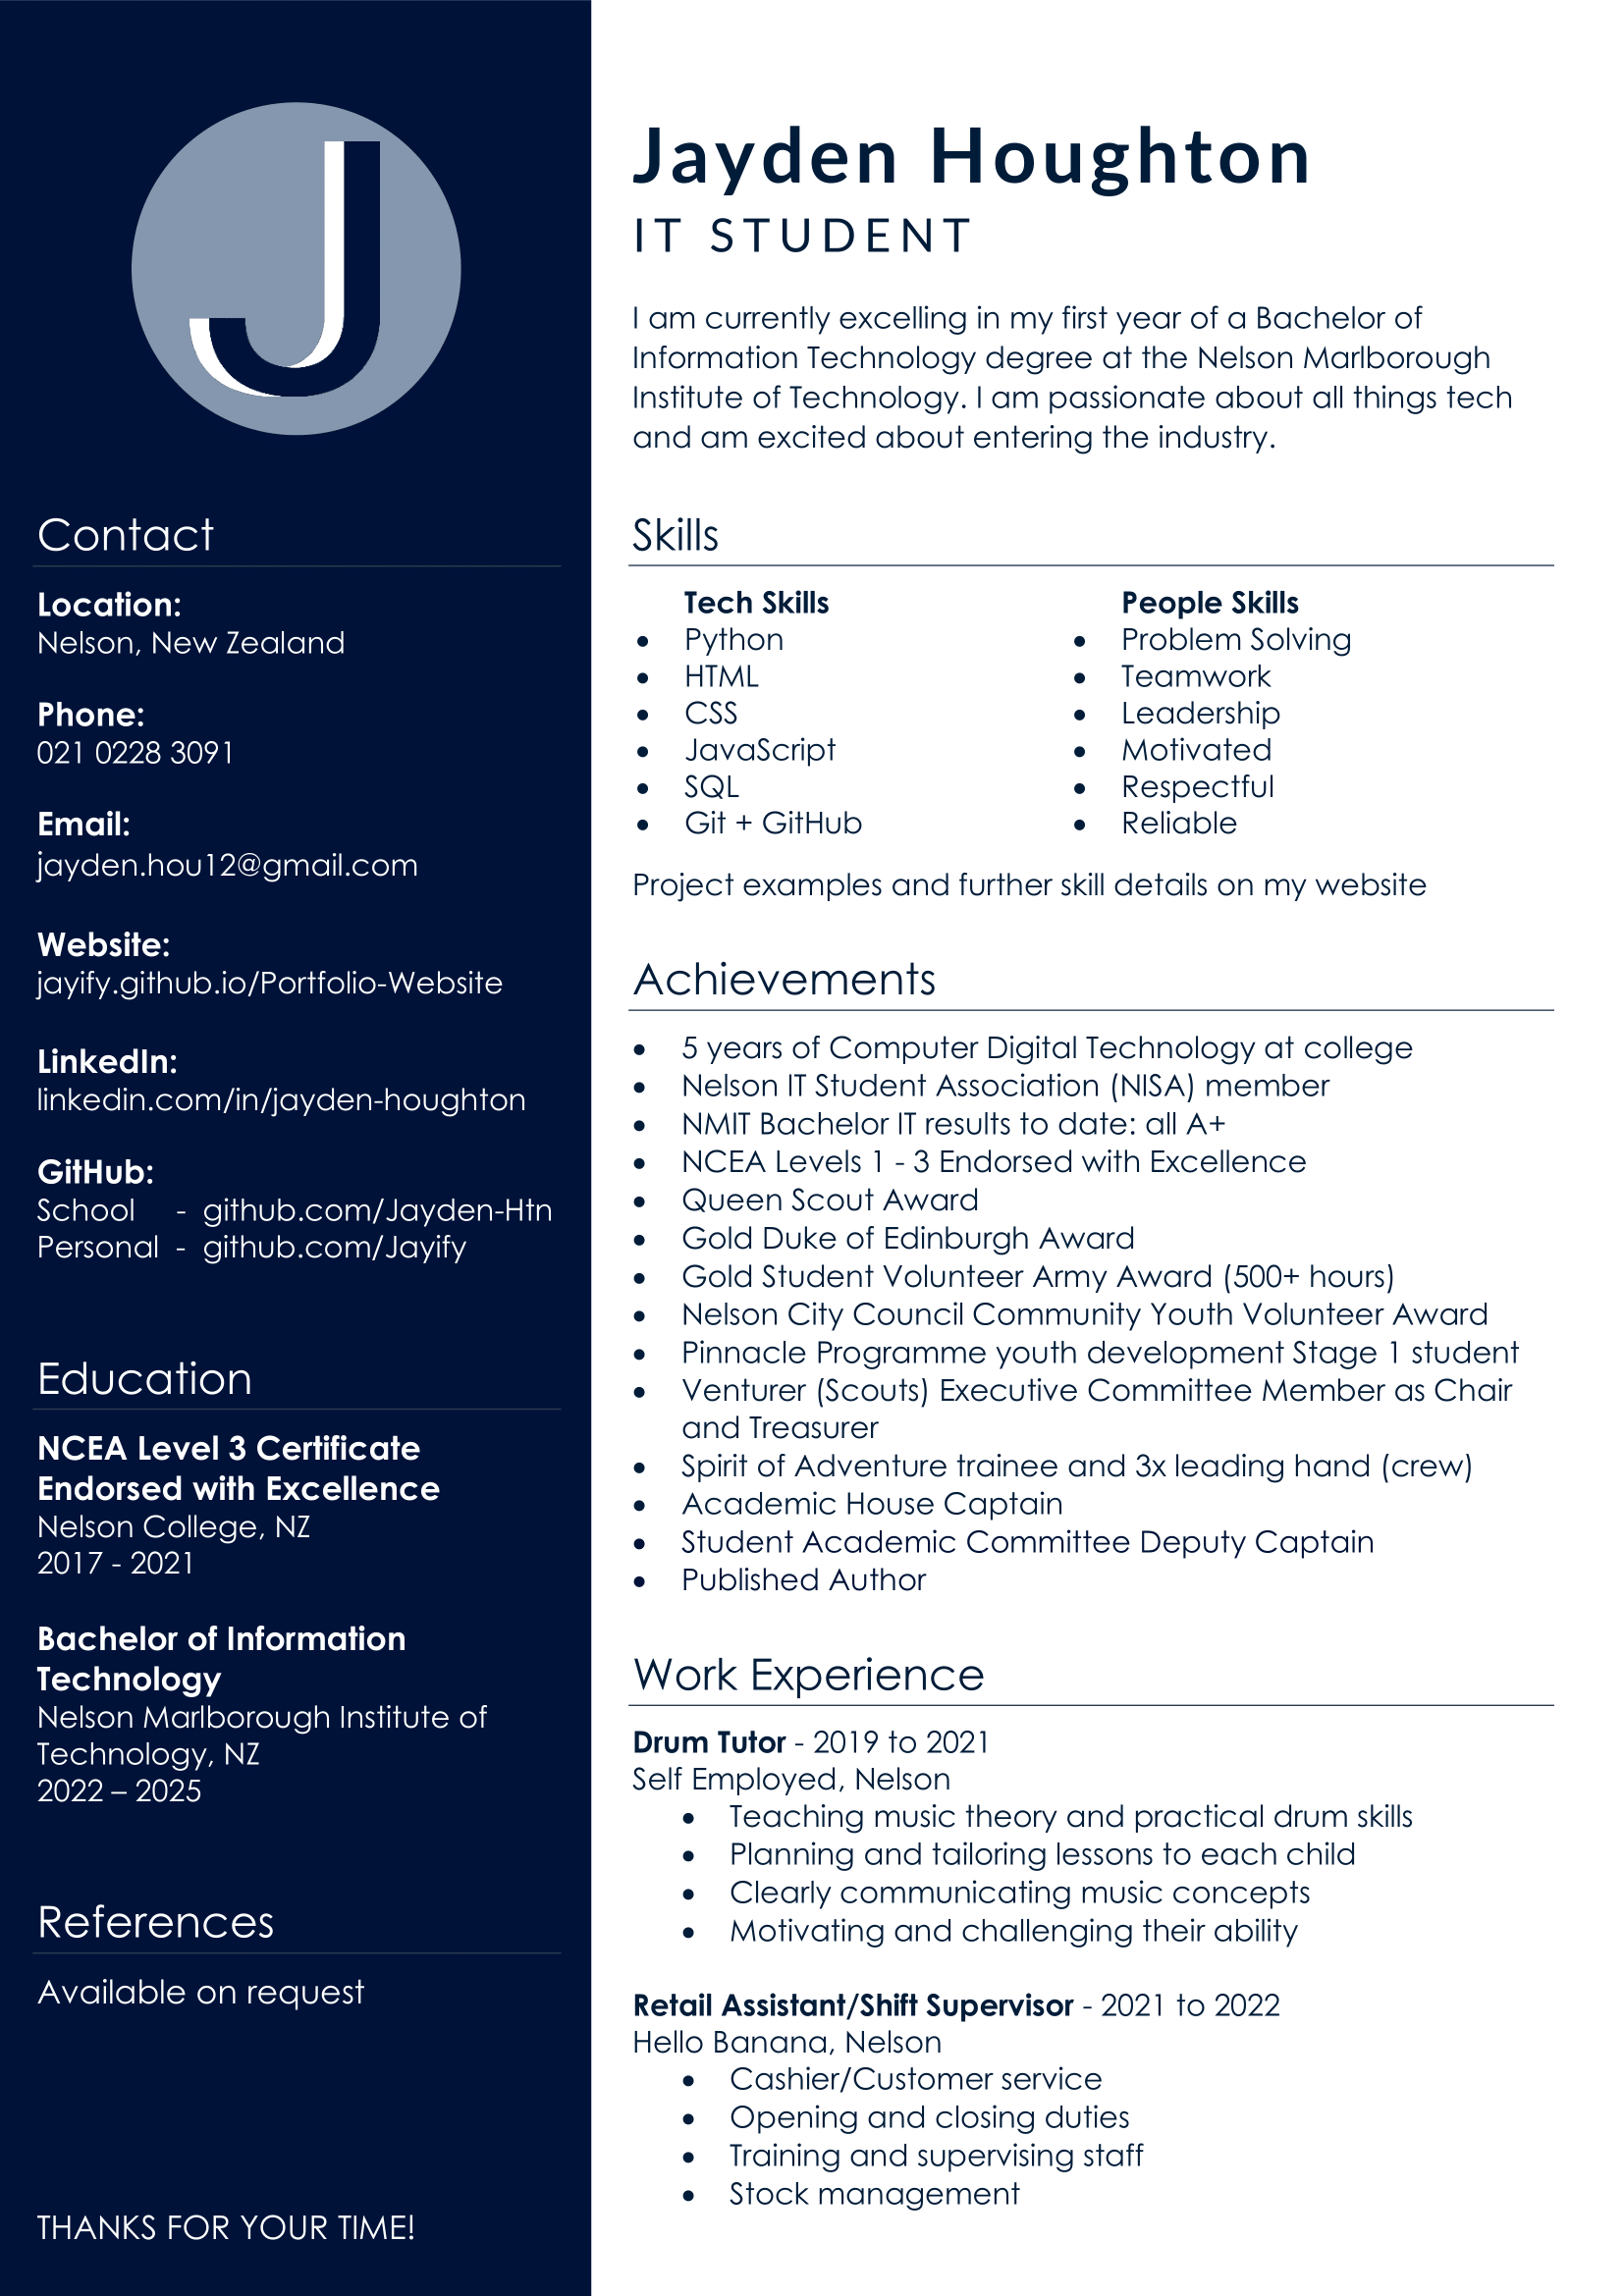 J
Contact
Location:
Nelson, New Zealand
Phone:
021 0228 3091
Email:
jayden.hou12@gmail.com
Website:
jayify.github.io/Portfolio-Website
LinkedIn:
linkedin.com/in/jayden-houghton
GitHub:
School - github.com/Jayden-Htn
Personal - github.com/Jayify
Education
NCEA Level 3 Certificate
Endorsed with Excellence
Nelson College, NZ
2017 - 2021
Bachelor of Information
Technology
Nelson Marlborough Institute of
Technology, NZ
2022 – 2025
References
Available on request
THANKS FOR YOUR TIME!
Jayden Houghton
IT STUDENT
I am currently excelling in my first year of a Bachelor of
Information Technology degree at the Nelson Marlborough
Institute of Technology. I am passionate about all things tech
and am excited about entering the industry.
Skills
Tech Skills
• Python
• HTML
• CSS
• JavaScript
• SQL
• Git + GitHub
People Skills
• Problem Solving
• Teamwork
• Leadership
• Motivated
• Respectful
• Reliable
Project examples and further skill details on my website
Achievements
• 5 years of Computer Digital Technology at college
• Nelson IT Student Association (NISA) member
• NMIT Bachelor IT results to date: all A+
• NCEA Levels 1 - 3 Endorsed with Excellence
• Queen Scout Award
• Gold Duke of Edinburgh Award
• Gold Student Volunteer Army Award (500+ hours)
• Nelson City Council Community Youth Volunteer Award
• Pinnacle Programme youth development Stage 1 student
• Venturer (Scouts) Executive Committee Member as Chair
and Treasurer
• Spirit of Adventure trainee and 3x leading hand (crew)
• Academic House Captain
• Student Academic Committee Deputy Captain
• Published Author
Work Experience
Drum Tutor - 2019 to 2021
Self Employed, Nelson
• Teaching music theory and practical drum skills
• Planning and tailoring lessons to each child
• Clearly communicating music concepts
• Motivating and challenging their ability
Retail Assistant/Shift Supervisor - 2021 to 2022
Hello Banana, Nelson
• Cashier/Customer service
• Opening and closing duties
• Training and supervising staff
• Stock management